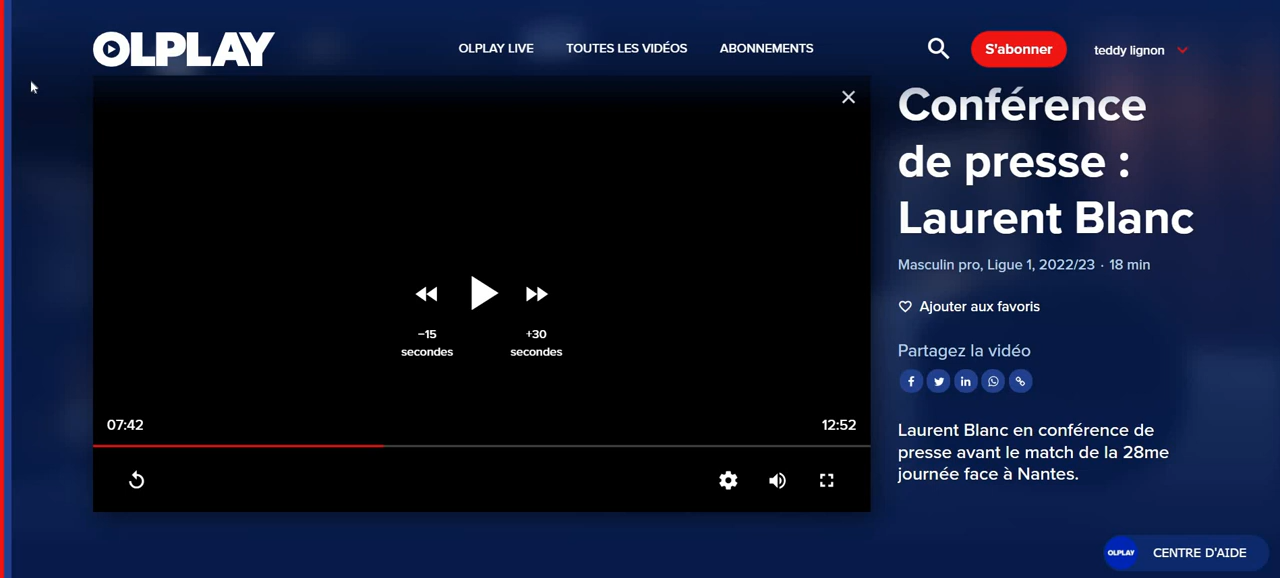 OLPLAY
OLPLAY LIVE
TOUTES LES VIDÉOS
ABONNEMENTS
S'abonner
teddy lignon
Conférence
de presse :
Laurent Blanc
Masculin pro, Ligue 1, 2022/23 · 18 min
Ajouter aux favoris
Partagez la vidéo
Laurent Blanc en conférence de
presse avant le match de la 28me
journée face à Nantes.
−15
secondes
+30
secondes
07:42
12:52
OLPLAY
CENTRE D'AIDE